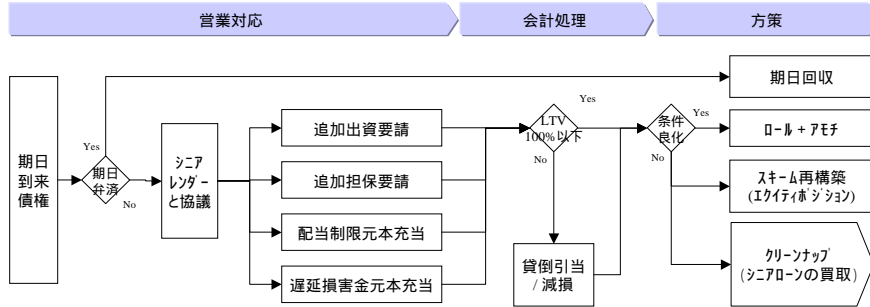 営業対応
会計処理
方策
期日
到来
債権
Yes
期日
弁済
No
ｼﾆｱ
ﾚﾝﾀﾞｰ
と協議
追加出資要請
追加担保要請
配当制限元本充当
遅延損害金元本充当
LTV
100%以下
Yes
No
貸倒引当
/ 減損
条件
良化
Yes
No
期日回収
ﾛｰﾙ + ｱﾓﾁ
ｽｷｰﾑ再構築
(ｴｸｲﾃｨﾎﾟｼﾞｼｮﾝ)
ｸﾘｰﾝﾅｯﾌﾟ
(ｼﾆｱﾛｰﾝの買取)